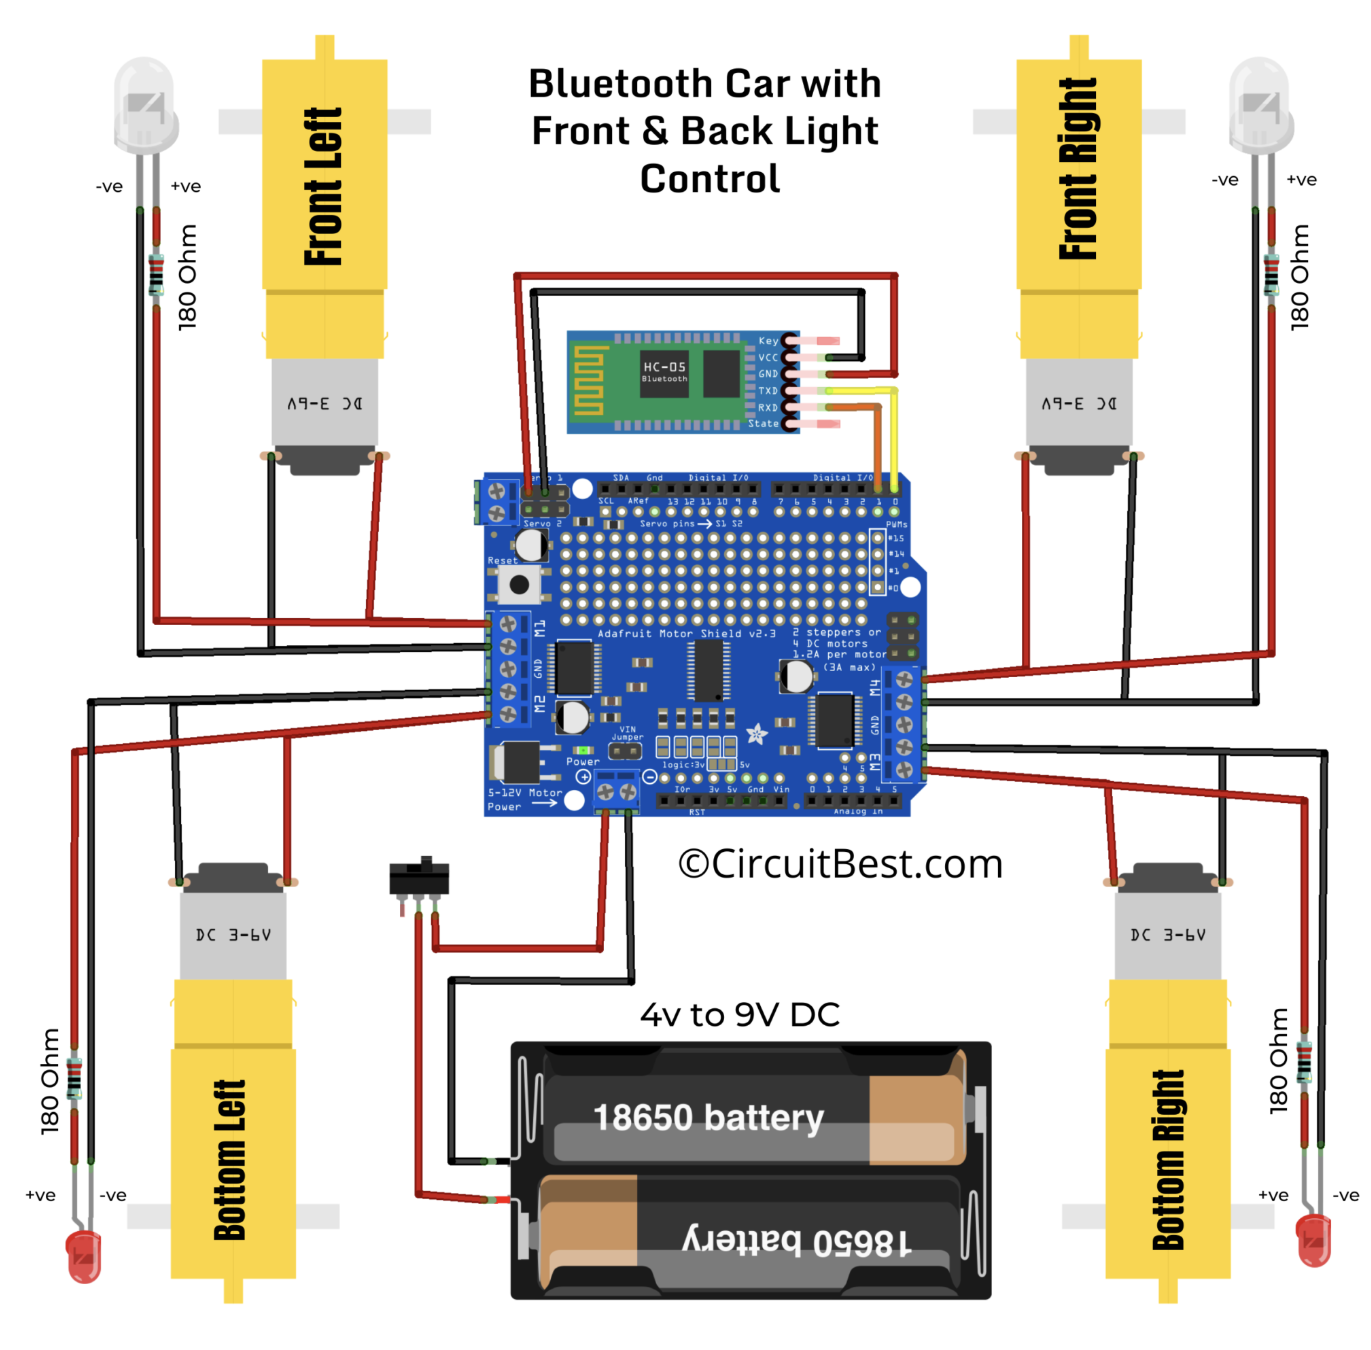 Bluetooth Car with
Front & Back Light
Control
Front Left
Front Right
-ve
+ve
-ve
+ve
180 Ohm
180 Ohm
DC 3-6V
DC 3-6V
HC-05
Bluetooth
Key
VCC
GND
TXD
RXD
State
Servo 1
SDA
Gnd
Digital I/O
Digital I/O
SCL
ARef
13 12 11 10 9 8
7 6 5 4 3 2 1 0
Servo 2
Servo pins
S1 S2
PWMs
#15
#14
#1
#0
Reset
Adafruit Motor Shield v2.3
2 steppers or
4 DC motors
1.2A per motor
(3A max)
M1
GND
M2
M4
GND
M3
VIN
Jumper
Power
+
-
logic:3v
5v
4 5
5-12V Motor
Power
IOr
3v
5v
Gnd
Vin
0 1 2 3 4 5
RST
Analog In
©CircuitBest.com
DC 3-6V
DC 3-6V
4v to 9V DC
180 Ohm
180 Ohm
Bottom Left
Bottom Right
18650 battery
18650 battery
+ve
-ve
+ve
-ve